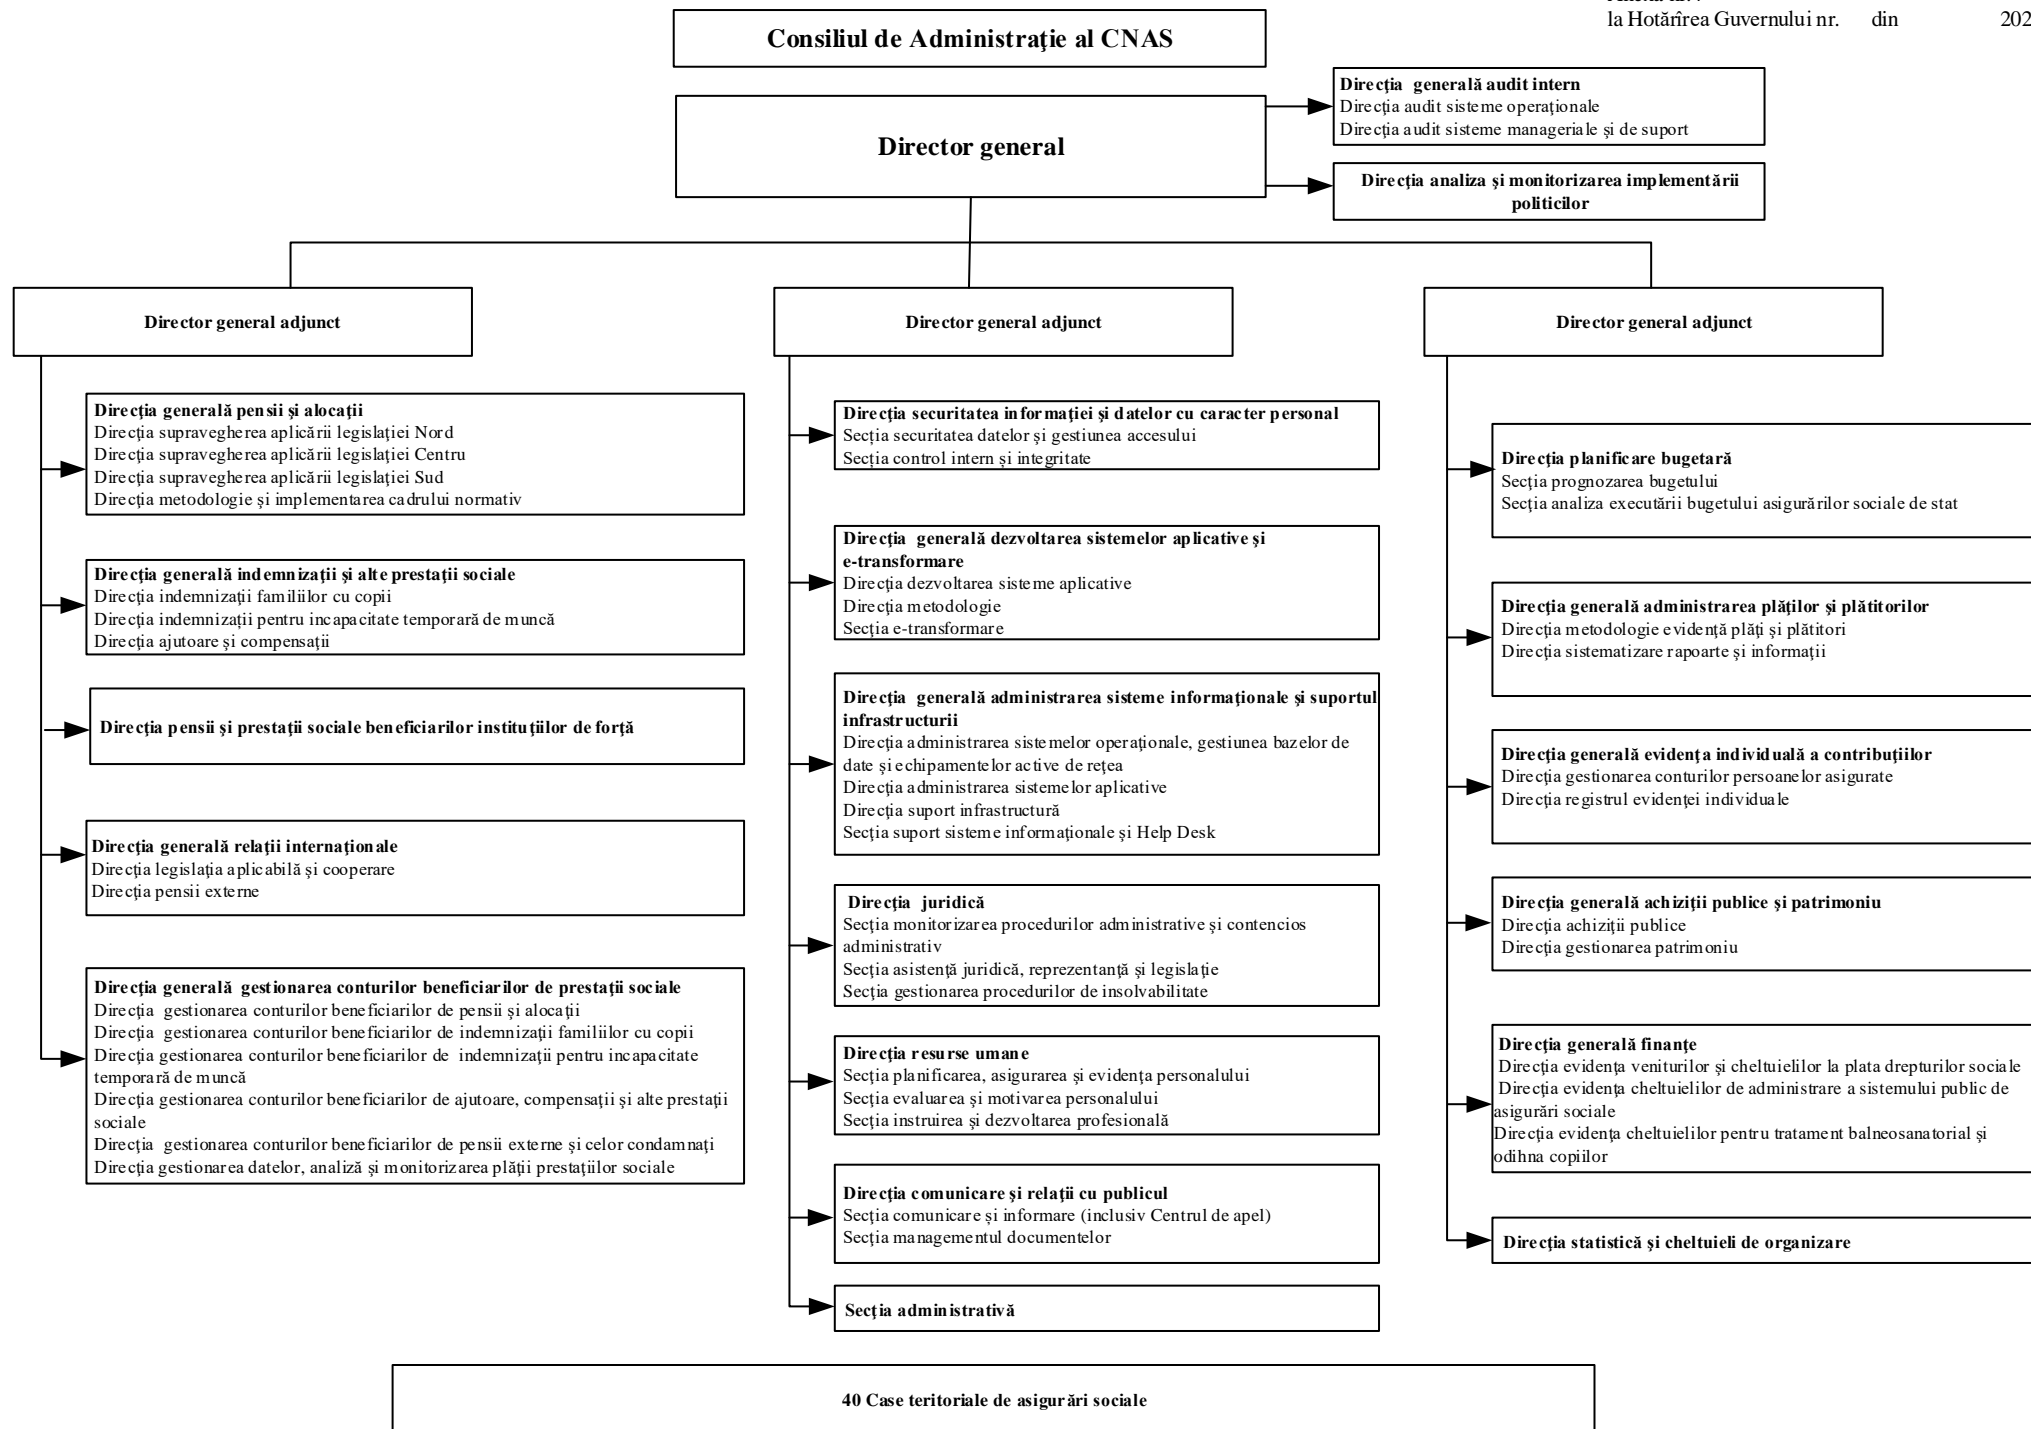 la Hotărîrea Guvernului nr. din 202
Consiliul de Administraţie al CNAS
Director general
Direcţia generală audit intern
Direcţia audit sisteme operaţionale
Direcţia audit sisteme manageriale şi de suport
Direcţia analiza şi monitorizarea implementării
politicilor
Director general adjunct
Direcţia generală pensii şi alocaţii
Direcţia supravegherea aplicării legislaţiei Nord
Direcţia supravegherea aplicării legislaţiei Centru
Direcţia supravegherea aplicării legislaţiei Sud
Direcţia metodologie şi implementarea cadrului normativ
Direcţia generală indemnizaţii şi alte prestaţii sociale
Direcţia indemnizaţii familiilor cu copii
Direcţia indemnizaţii pentru incapacitate temporară de muncă
Direcţia ajutoare şi compensaţii
Direcţia pensii şi prestaţii sociale beneficiarilor instituţiilor de forţă
Direcţia generală relaţii internaţionale
Direcţia legislaţia aplicabilă şi cooperare
Direcţia pensii externe
Direcţia generală gestionarea conturilor beneficiarilor de prestaţii sociale
Direcţia gestionarea conturilor beneficiarilor de pensii şi alocaţii
Direcţia gestionarea conturilor beneficiarilor de indemnizaţii familiilor cu copii
Direcţia gestionarea conturilor beneficiarilor de indemnizaţii pentru incapacitate
temporară de muncă
Direcţia gestionarea conturilor beneficiarilor de ajutoare, compensaţii şi alte prestaţii
sociale
Direcţia gestionarea conturilor beneficiarilor de pensii externe şi celor condamnaţi
Direcţia gestionarea datelor, analiză şi monitorizarea plăţii prestaţiilor sociale
Director general adjunct
Direcţia securitatea informaţiei şi datelor cu caracter personal
Secţia securitatea datelor şi gestiunea accesului
Secţia control intern şi integritate
Direcţia generală dezvoltarea sistemelor aplicative şi
e-transformare
Direcţia dezvoltarea sisteme aplicative
Direcţia metodologie
Secţia e-transformare
Direcţia generală administrarea sisteme informaţionale şi suportul
infrastructurii
Direcţia administrarea sistemelor operaţionale, gestiunea bazelor de
date şi echipamentelor active de reţea
Direcţia administrarea sistemelor aplicative
Direcţia suport infrastructură
Secţia suport sisteme informaţionale şi Help Desk
Direcţia juridică
Secţia monitorizarea procedurilor administrative şi contencios
administrativ
Secţia asistenţă juridică, reprezentanţă şi legislaţie
Secţia gestionarea procedurilor de insolvabilitate
Direcţia resurse umane
Secţia planificarea, asigurarea şi evidenţa personalului
Secţia evaluarea şi motivarea personalului
Secţia instruirea şi dezvoltarea profesională
Direcţia comunicare şi relaţii cu publicul
Secţia comunicare și informare (inclusiv Centrul de apel)
Secţia managementul documentelor
Secţia administrativă
Director general adjunct
Direcţia planificare bugetară
Secţia prognozarea bugetului
Secţia analiza executării bugetului asigurărilor sociale de stat
Direcţia generală administrarea plăţilor şi plătitorilor
Direcţia metodologie evidenţă plăţi şi plătitori
Direcţia sistematizare rapoarte şi informaţii
Direcţia generală evidenţa individuală a contribuţiilor
Direcţia gestionarea conturilor persoanelor asigurate
Direcţia registrul evidenţei individuale
Direcţia generală achiziţii publice şi patrimoniu
Direcţia achiziţii publice
Direcţia gestionarea patrimoniu
Direcţia generală finanţe
Direcţia evidenţa veniturilor şi cheltuielilor la plata drepturilor sociale
Direcţia evidenţa cheltuielilor de administrare a sistemului public de
asigurări sociale
Direcţia evidenţa cheltuielilor pentru tratament balneosanatorial şi
odihna copiilor
Direcţia statistică şi cheltuieli de organizare
40 Case teritoriale de asigurări sociale